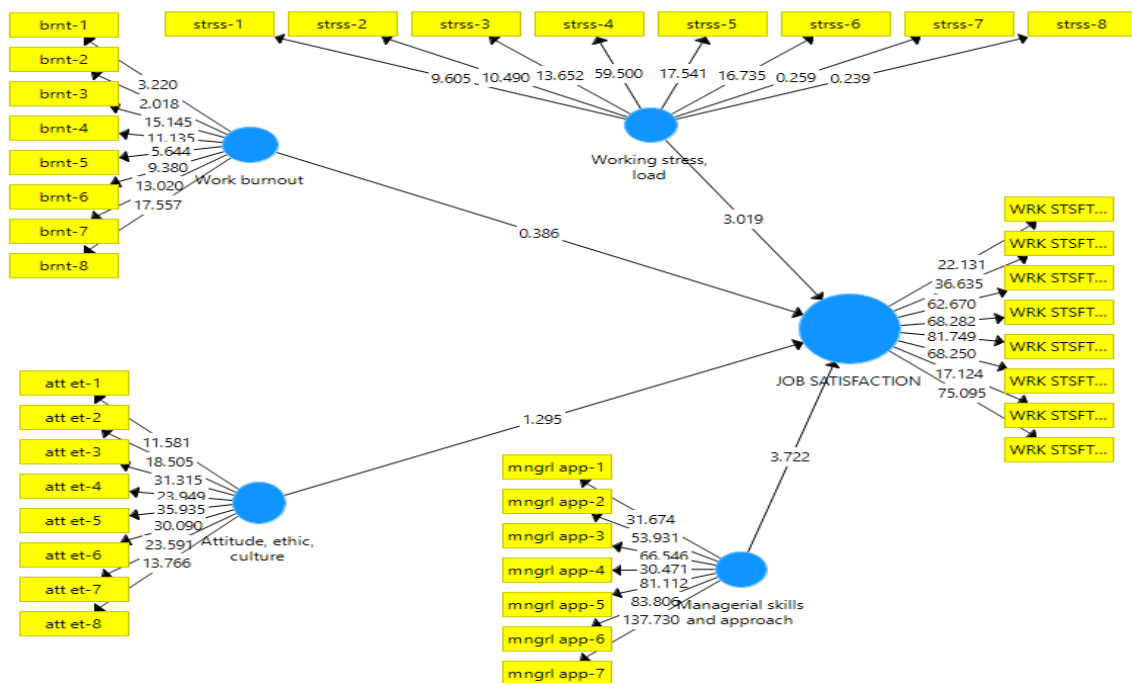 brnt-1
brnt-2
brnt-3
brnt-4
brnt-5
brnt-6
brnt-7
brnt-8
3.220
2.018
15.145
11.135
5.644
9.380
13.020
17.557
Work burnout
strss-1
strss-2
strss-3
strss-4
strss-5
strss-6
strss-7
strss-8
9.605
10.490
13.652
59.500
17.541
16.735
0.259
0.239
Working stress,
load
0.386
3.019
1.295
3.722
WRK STSFT...
WRK STSFT...
WRK STSFT...
WRK STSFT...
WRK STSFT...
WRK STSFT...
WRK STSFT...
WRK STSFT...
22.131
36.635
62.670
68.282
81.749
68.250
17.124
75.095
JOB SATISFACTION
att et-1
att et-2
att et-3
att et-4
att et-5
att et-6
att et-7
att et-8
11.581
18.505
31.315
23.949
35.935
30.090
23.591
13.766
Attitude, ethic,
culture
mngrl app-1
mngrl app-2
mngrl app-3
mngrl app-4
mngrl app-5
mngrl app-6
mngrl app-7
31.674
53.931
66.546
30.471
81.112
83.806
137.730
Managerial skills
and approach